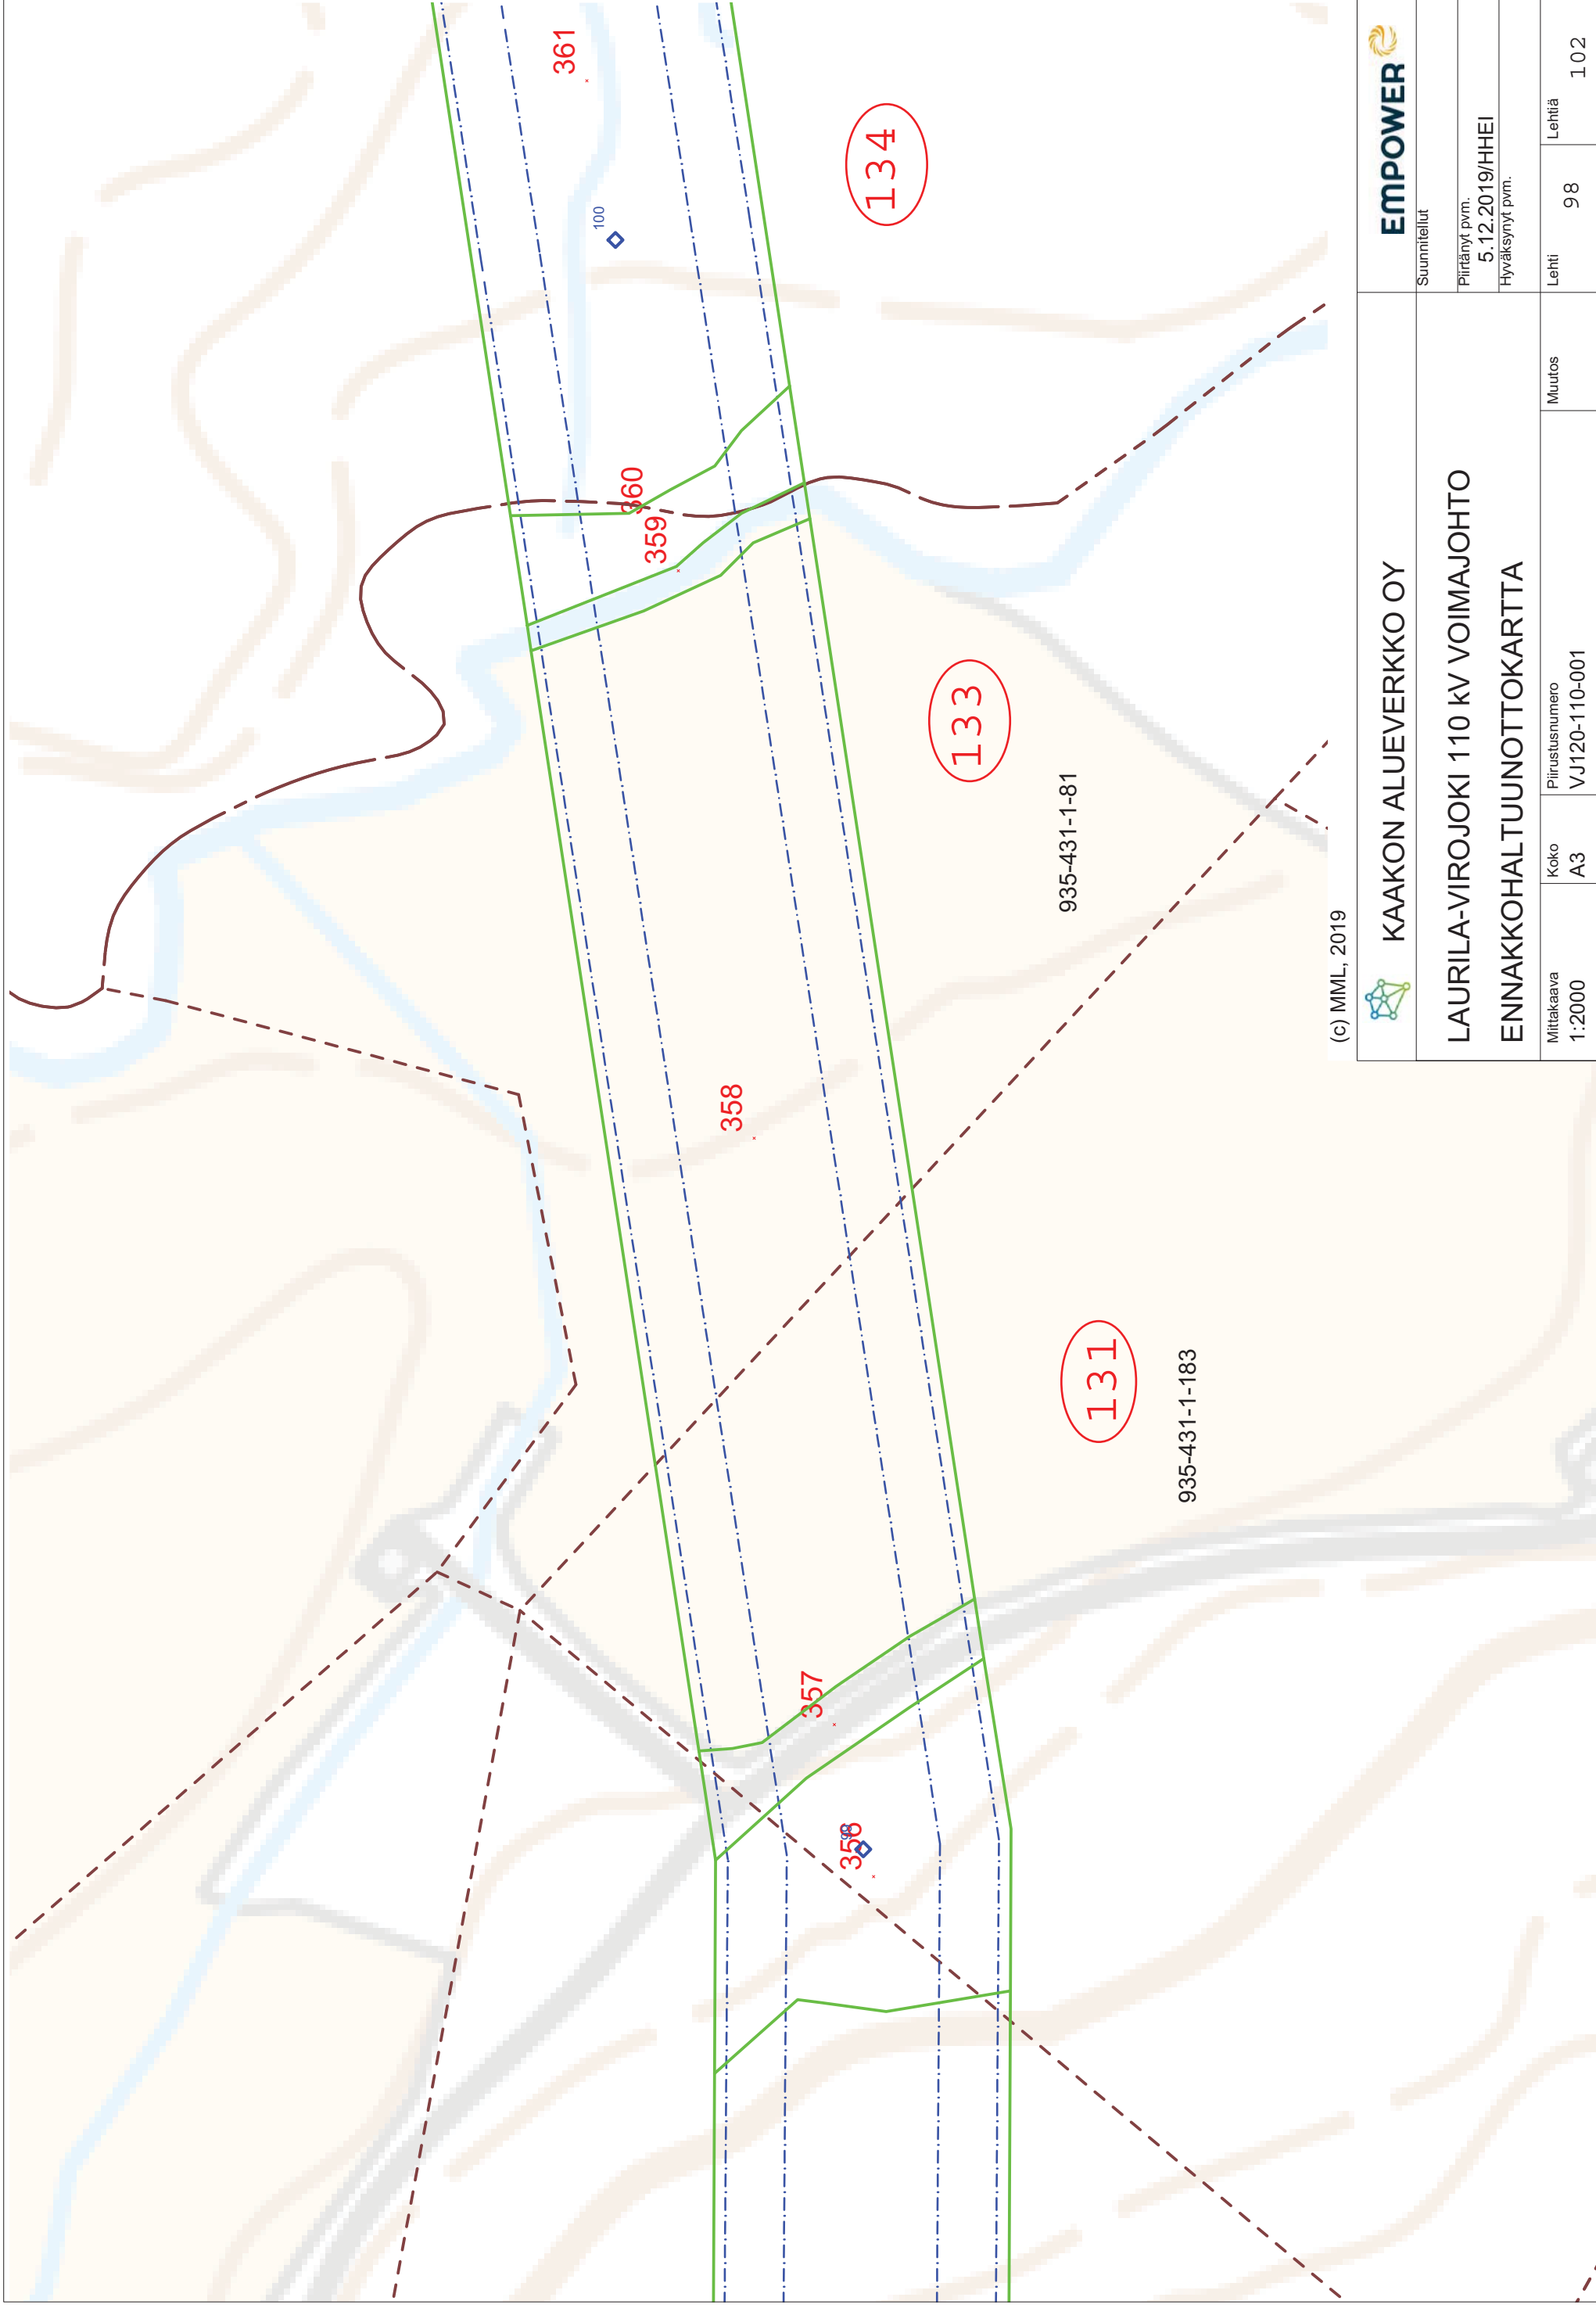 361
100
134
360
359
133
935-431-1-81
358
131
935-431-1-183
357
356
(c) MML, 2019
KAAKON ALUEVERKKO OY
EMPOWER
LAURILA-VIROJOKI 110 kV VOIMAJOHTO
ENNAKKOHALTUUNOTTOKARTTA
Suunnitellut
Piirtänyt pvm.
5.12.2019/HHEI
Hyväksynyt pvm.
Mittakaava
1:2000
Koko
A3
Piirustusnumero
VJ120-110-001
Muutos
Lehti
98
Lehtiä
102